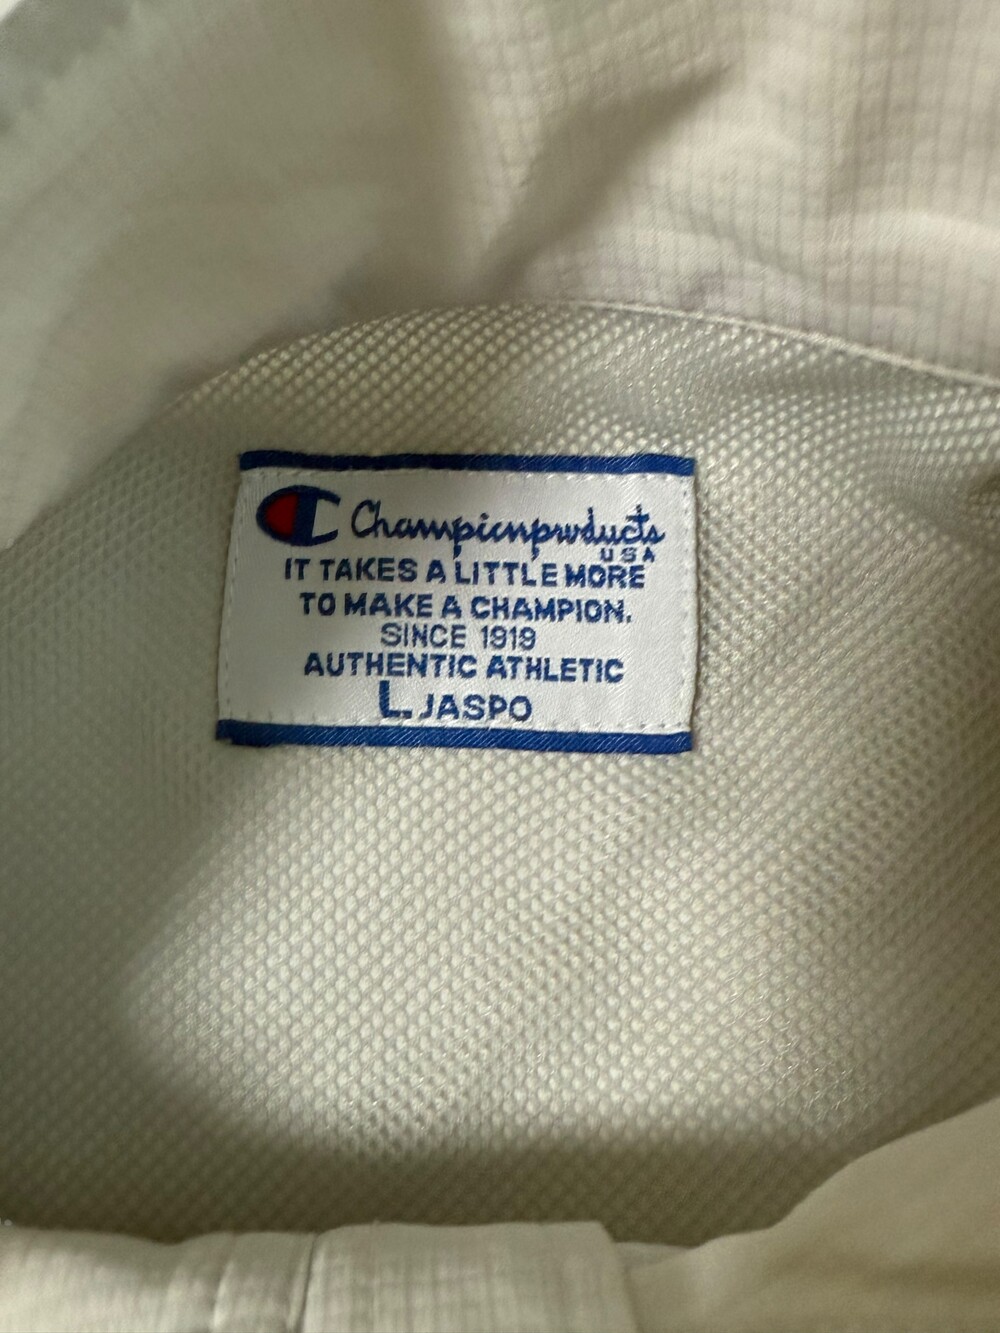 C Championproducts
USA
IT TAKES A LITTLE MORE
TO MAKE A CHAMPION.
SINCE 1919
AUTHENTIC ATHLETIC
L. JASPO